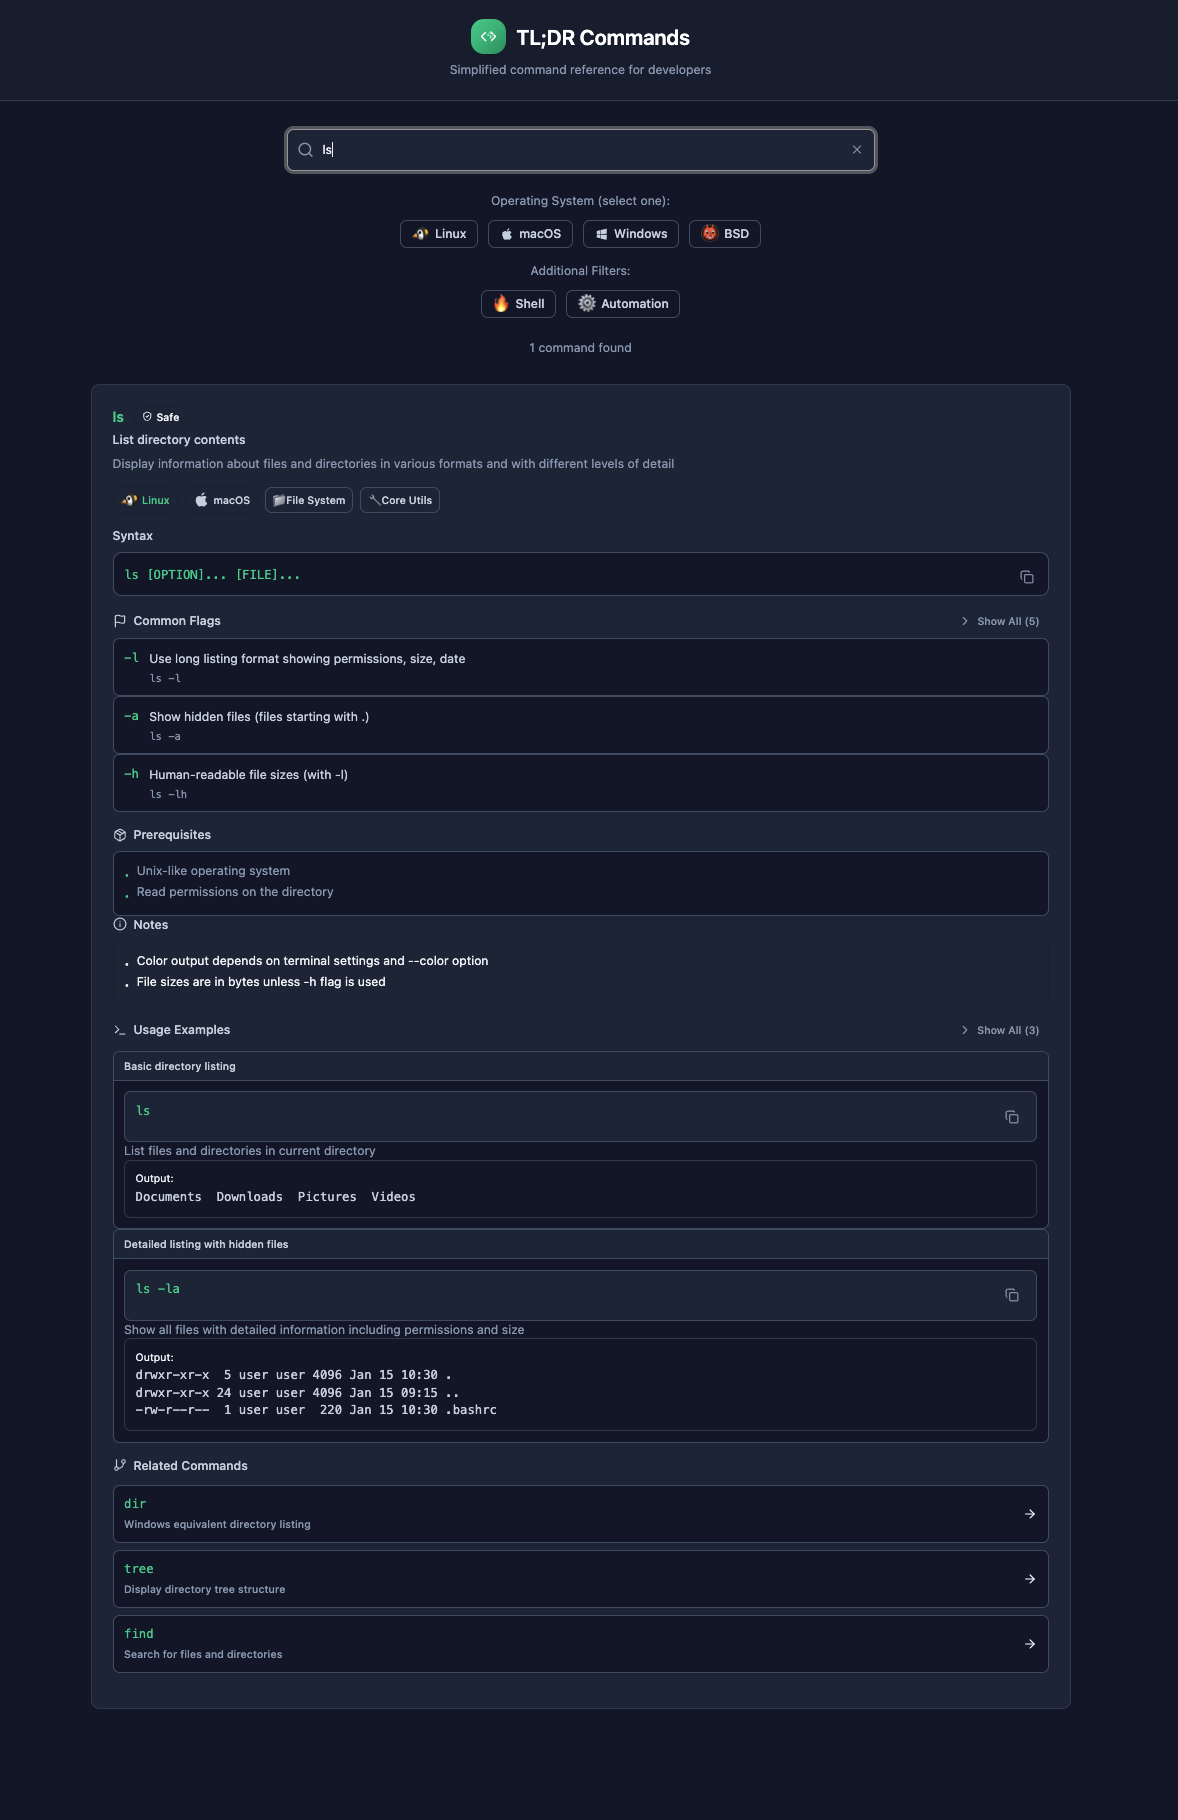 TL;DR Commands
Simplified command reference for developers
ls
Operating System (select one):
Linux macOS Windows BSD
Additional Filters:
Shell Automation
1 command found
ls Safe
List directory contents
Display information about files and directories in various formats and with different levels of detail
Linux macOS File System Core Utils
Syntax
ls [OPTION]... [FILE]...
Common Flags Show All (5)
-l Use long listing format showing permissions, size, date
ls -l
-a Show hidden files (files starting with .)
ls -a
-h Human-readable file sizes (with -l)
ls -lh
Prerequisites
• Unix-like operating system
• Read permissions on the directory
Notes
• Color output depends on terminal settings and --color option
• File sizes are in bytes unless -h flag is used
Usage Examples Show All (3)
Basic directory listing
ls
List files and directories in current directory
Output:
Documents  Downloads  Pictures  Videos
Detailed listing with hidden files
ls -la
Show all files with detailed information including permissions and size
Output:
drwxr-xr-x  5 user user 4096 Jan 15 10:30 .
drwxr-xr-x 24 user user 4096 Jan 15 09:15 ..
-rw-r--r--  1 user user  220 Jan 15 10:30 .bashrc
Related Commands
dir
Windows equivalent directory listing
tree
Display directory tree structure
find
Search for files and directories